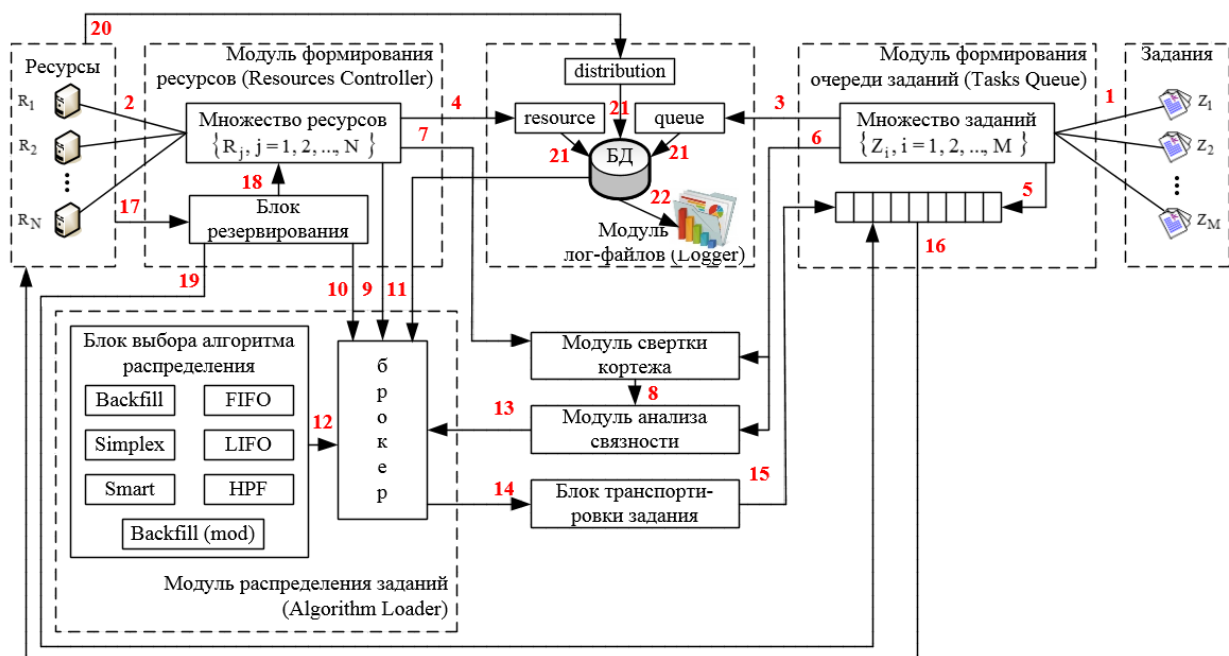 20
Ресурсы
R1
R2
RN
2
17
Модуль формирования
ресурсов (Resources Controller)
Множество ресурсов
{Rj, j = 1, 2, ..., N }
18
Блок
резервирования
4
7
19
10
9
11
distribution
resource
queue
21
21
21
БД
22
Модуль
лог-файлов (Logger)
3
6
Модуль формирования
очереди заданий (Tasks Queue)
Множество заданий
{Zi, i = 1, 2, ..., M }
5
16
1
Задания
Z1
Z2
ZM
Блок выбора алгоритма
распределения
Backfill
FIFO
Simplex
LIFO
Smart
HPF
Backfill (mod)
12
б
р
о
к
е
р
Модуль распределения заданий
(Algorithm Loader)
Модуль свертки
кортежа
8
13
Модуль анализа
связности
14
Блок транспорти-
ровки задания
15